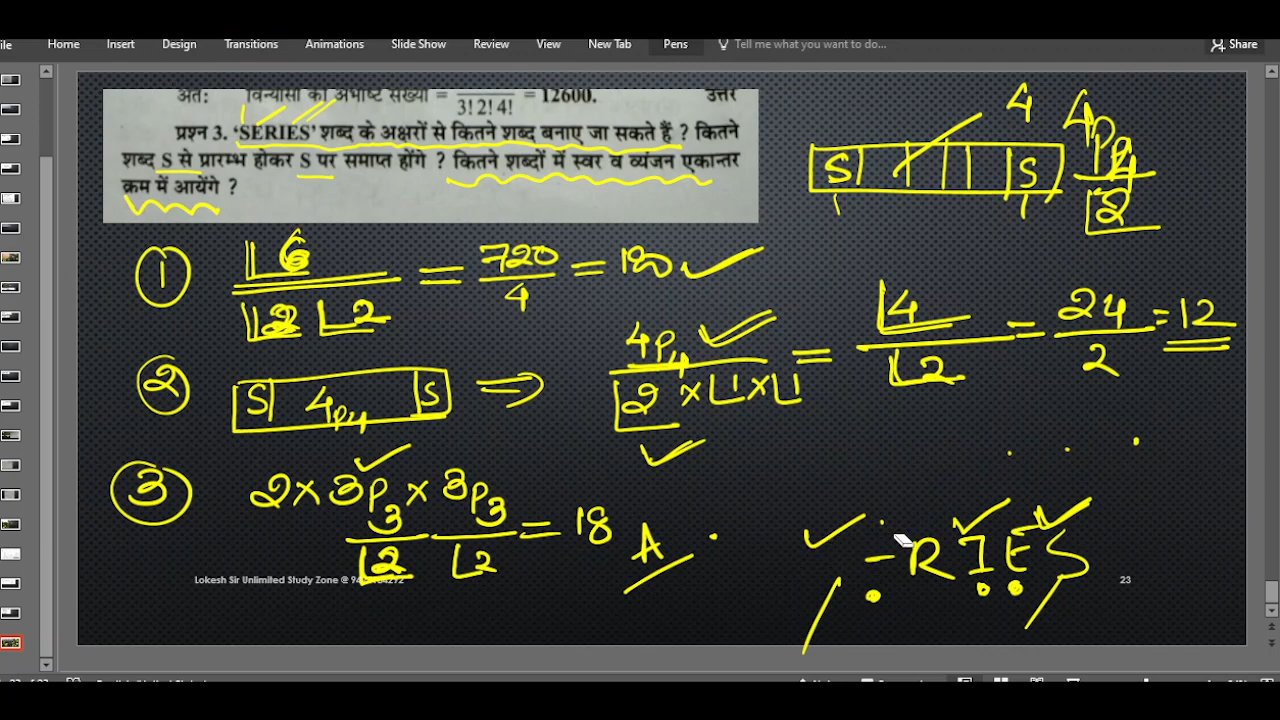 Home Insert Design Transitions Animations Slide Show Review View New Tab Pens Tell me what you want to do... Share
अतः विन्यासों की अभीष्ट संख्या = 3! 2! 4! = 12600. उत्तर
प्रश्न 3. 'SERIES' शब्द के अक्षरों से कितने शब्द बनाए जा सकते हैं ? कितने
शब्द S से प्रारम्भ होकर S पर समाप्त होंगे ? कितने शब्दों में स्वर व व्यंजन एकान्तर
क्रम में आयेंगे ?
4
S S 4P4 / |2
① |6 / |2 |2 = 720 / 4 = 180
② S 4P4 S ⇒ 4P4 / |2 × |1 × |1 = |4 / |2 = 24 / 2 = 12
③ 2 × 3P3 / |2 × 3P3 / |2 = 18 A
– R I E S
Lokesh Sir Unlimited Study Zone @ 23